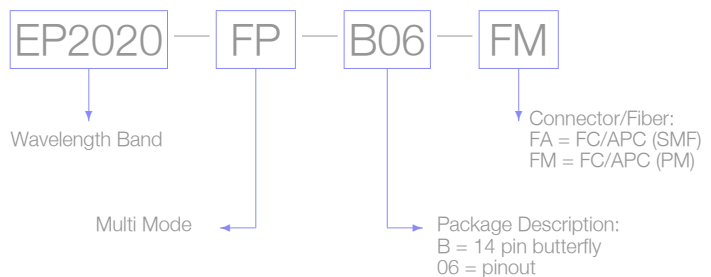 EP2020 — FP — B06 — FM
Wavelength Band
Connector/Fiber:
FA = FC/APC (SMF)
FM = FC/APC (PM)
Multi Mode
Package Description:
B = 14 pin butterfly
06 = pinout